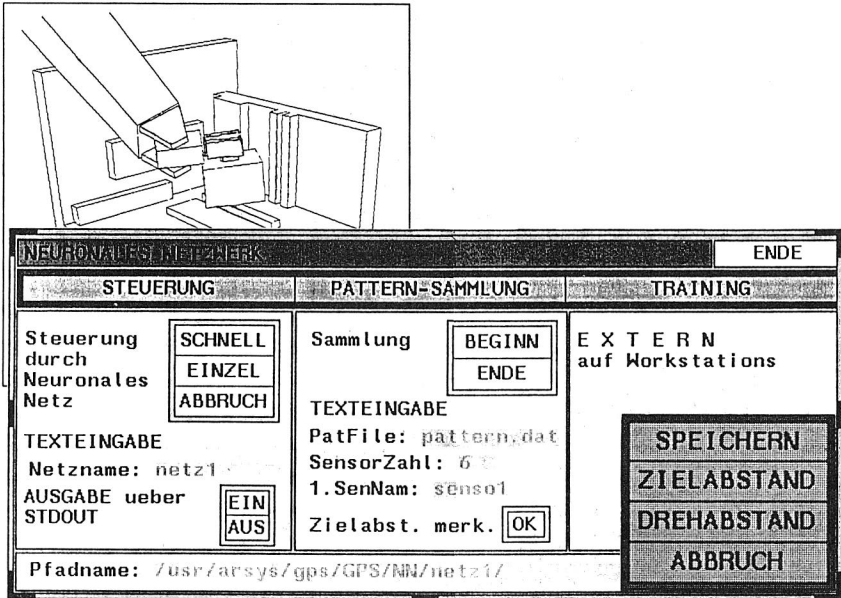 NEURONALES NETZWERK
ENDE
STEUERUNG
PATTERN-SAMMLUNG
TRAINING
Steuerung
durch
Neuronales
Netz
SCHNELL
EINZEL
ABBRUCH
TEXTEINGABE
Netzname: netz1
AUSGABE ueber
STDOUT
EIN
AUS
Sammlung
BEGINN
ENDE
TEXTEINGABE
PatFile: pattern.dat
SensorZahl: 6
1.SenNam: senso1
Zielabst. merk. OK
E X T E R N
auf Workstations
SPEICHERN
ZIELABSTAND
DREHABSTAND
ABBRUCH
Pfadname: /usr/arsys/gps/GPS/NN/netz1/